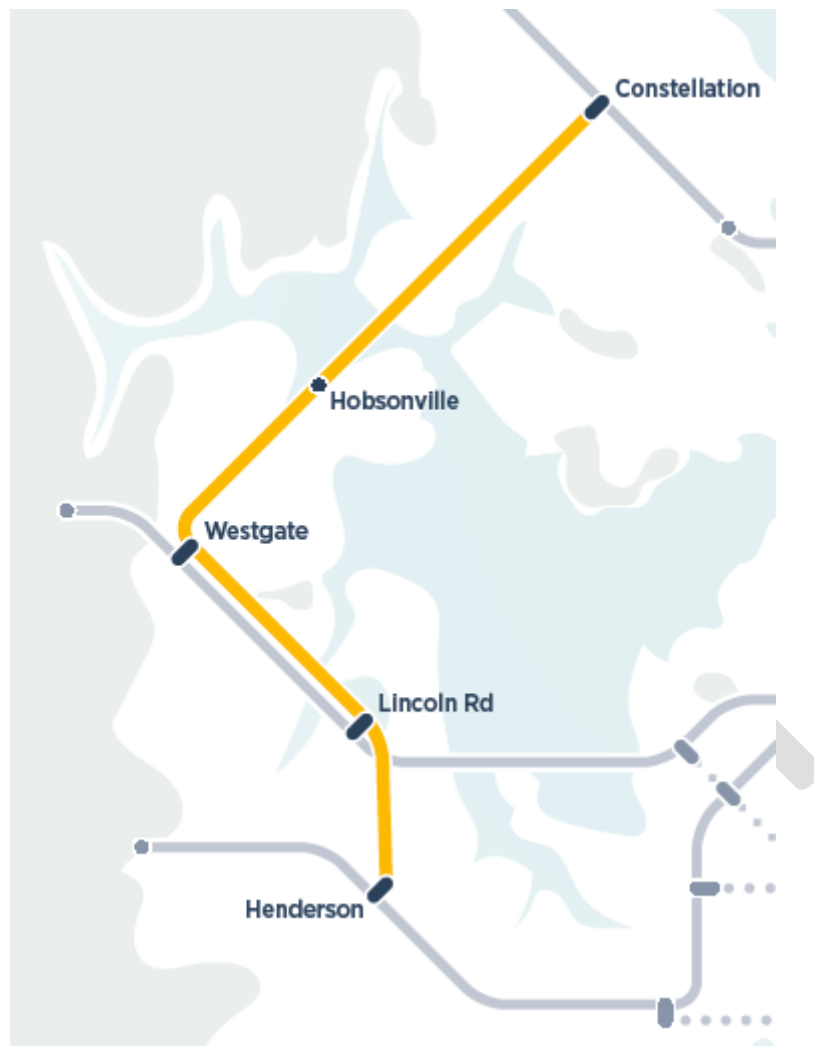 Constellation
Hobsonville
Westgate
Lincoln Rd
Henderson